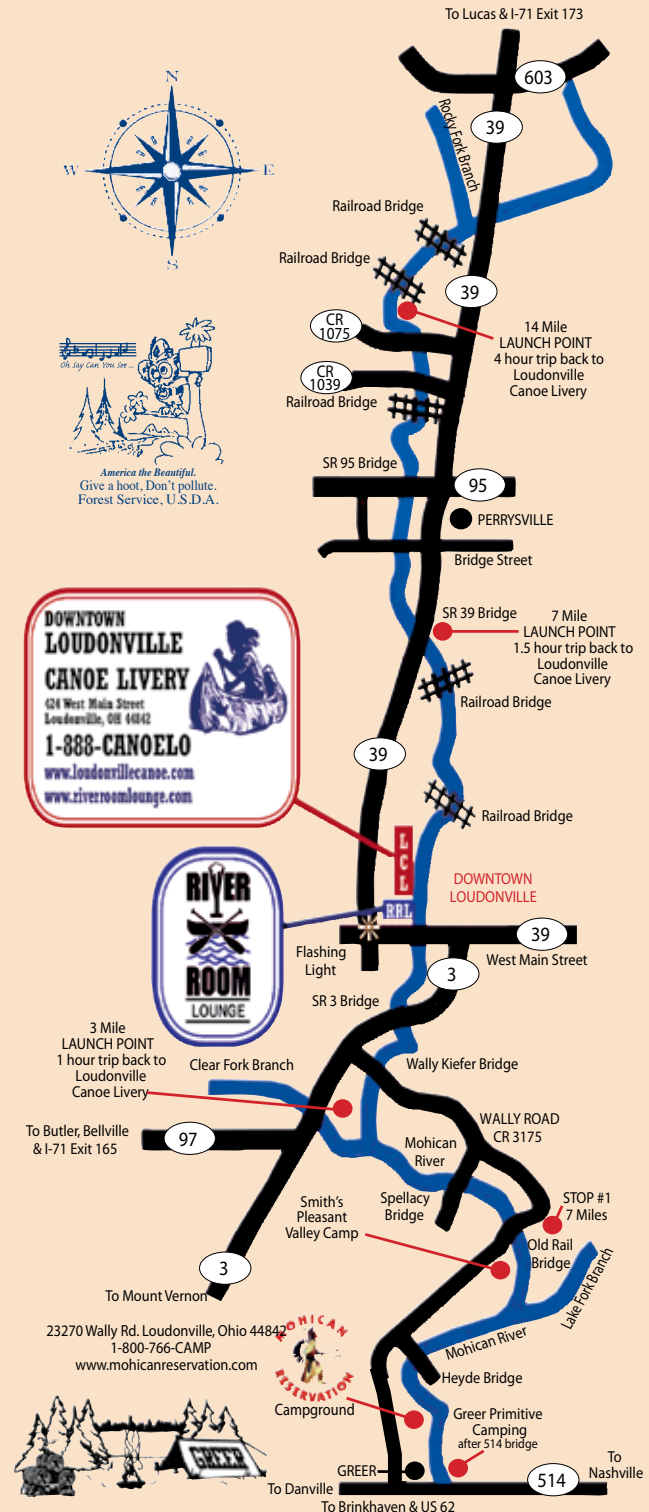 To Lucas & I-71 Exit 173
603
39
Rocky Fork Branch
N
W
E
S
Railroad Bridge
Railroad Bridge
39
CR
1075
14 Mile
LAUNCH POINT
4 hour trip back to
Loudonville
Canoe Livery
CR
1039
Railroad Bridge
Oh Say Can You See ...
America the Beautiful.
Give a hoot, Don't pollute.
Forest Service, U.S.D.A.
SR 95 Bridge
95
PERRYSVILLE
Bridge Street
DOWNTOWN
LOUDONVILLE
CANOE LIVERY
424 West Main Street
Loudonville, OH 44842
1-888-CANOELO
www.loudonvillecanoe.com
www.riverroomlounge.com
SR 39 Bridge
7 Mile
LAUNCH POINT
1.5 hour trip back to
Loudonville
Canoe Livery
Railroad Bridge
39
Railroad Bridge
LCL
DOWNTOWN
LOUDONVILLE
RRL
RIVER
ROOM
LOUNGE
39
West Main Street
Flashing
Light
3
SR 3 Bridge
3 Mile
LAUNCH POINT
1 hour trip back to
Loudonville
Canoe Livery
Clear Fork Branch
Wally Kiefer Bridge
WALLY ROAD
CR 3175
To Butler, Bellville
& I-71 Exit 165
97
Mohican
River
Spellacy
Bridge
Smith's
Pleasant
Valley Camp
STOP #1
7 Miles
Old Rail
Bridge
Lake Fork Branch
3
To Mount Vernon
23270 Wally Rd. Loudonville, Ohio 44842
1-800-766-CAMP
www.mohicanreservation.com
MOHICAN
RESERVATION
Campground
Mohican River
Heyde Bridge
Greer Primitive
Camping
after 514 bridge
GREER
GREER
To Danville
514
To
Nashville
To Brinkhaven & US 62